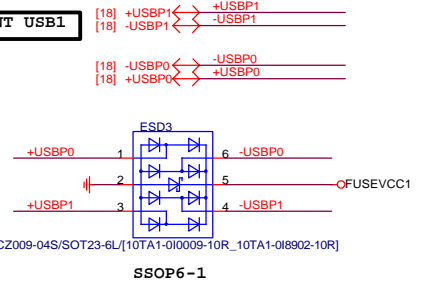 [18] +USBP1 +USBP1
NT USB1 [18] -USBP1 -USBP1
[18] -USBP0 -USBP0
[18] +USBP0 +USBP0
ESD3
+USBP0 1 6 -USBP0
2 5 FUSEVCC1
+USBP1 3 4 -USBP1
CZ009-04S/SOT23-6L/[10TA1-0I0009-10R_10TA1-0I8902-10R]
SSOP6-1